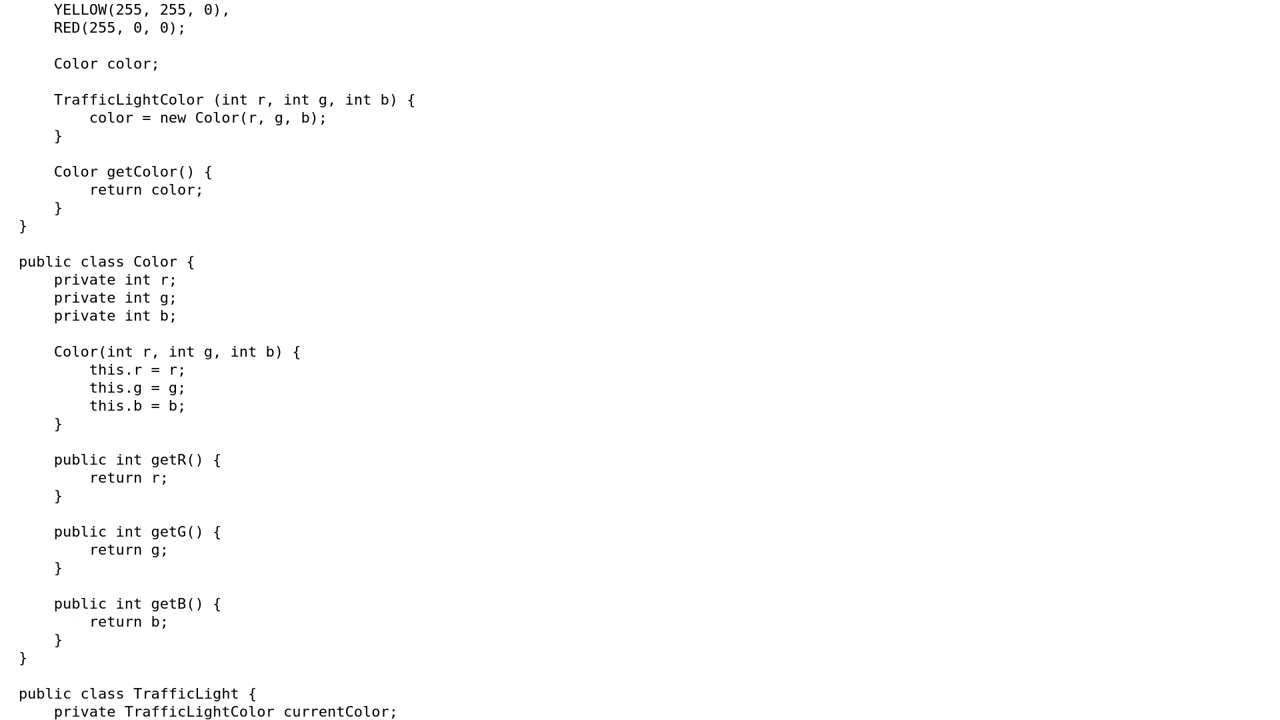 YELLOW(255, 255, 0),
    RED(255, 0, 0);

    Color color;

    TrafficLightColor (int r, int g, int b) {
        color = new Color(r, g, b);
    }

    Color getColor() {
        return color;
    }
}

public class Color {
    private int r;
    private int g;
    private int b;

    Color(int r, int g, int b) {
        this.r = r;
        this.g = g;
        this.b = b;
    }

    public int getR() {
        return r;
    }

    public int getG() {
        return g;
    }

    public int getB() {
        return b;
    }
}

public class TrafficLight {
    private TrafficLightColor currentColor;